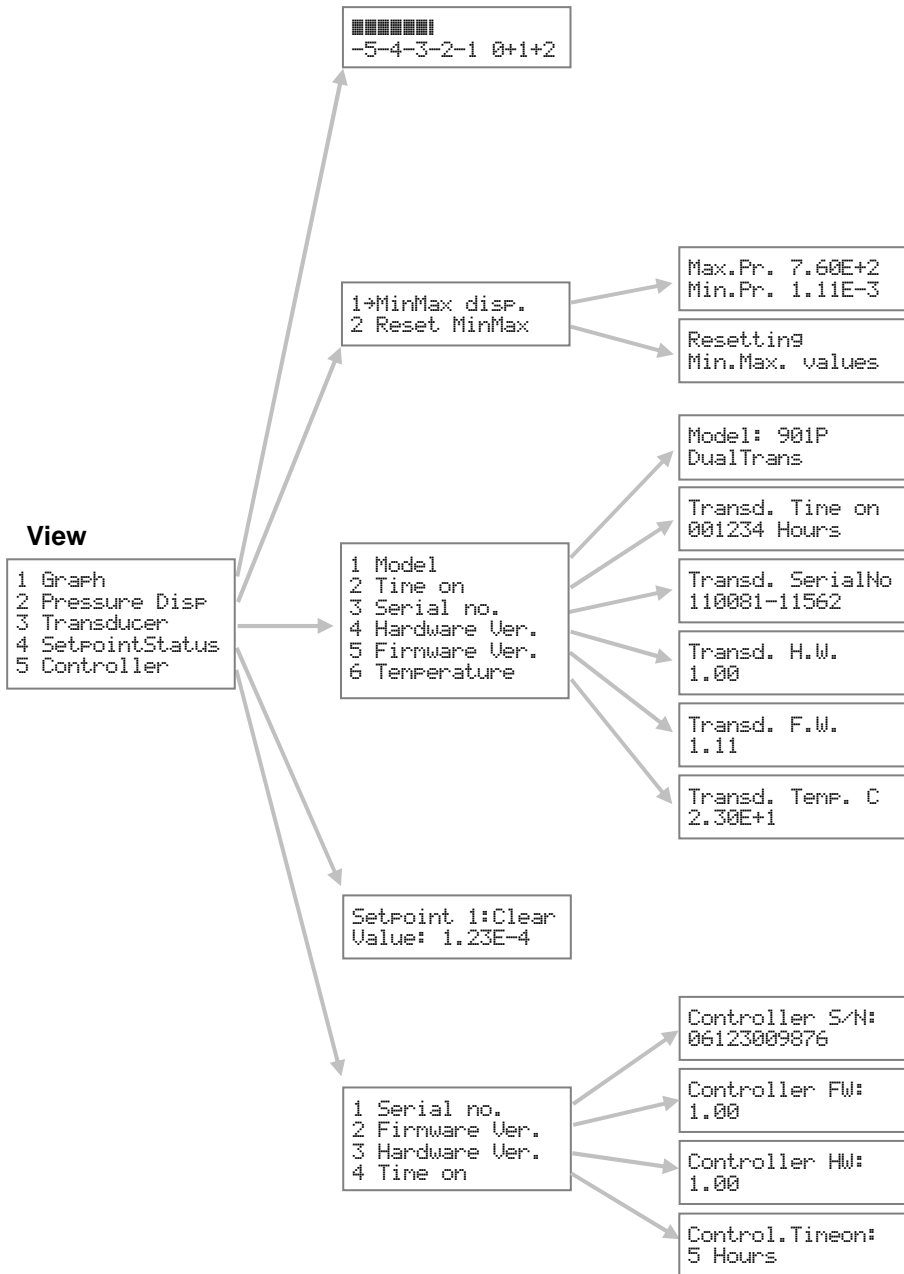 -5-4-3-2-1 0+1+2
1→MinMax disp.
2 Reset MinMax
Max.Pr. 7.60E+2
Min.Pr. 1.11E-3
Resetting
Min.Max. values
Model: 901P
DualTrans
Transd. Time on
001234 Hours
Transd. SerialNo
110081-11562
Transd. H.W.
1.00
Transd. F.W.
1.11
Transd. Temp. C
2.30E+1
View
1 Graph
2 Pressure Disp
3 Transducer
4 SetpointStatus
5 Controller
1 Model
2 Time on
3 Serial no.
4 Hardware Ver.
5 Firmware Ver.
6 Temperature
Setpoint 1:Clear
Value: 1.23E-4
1 Serial no.
2 Firmware Ver.
3 Hardware Ver.
4 Time on
Controller S/N:
06123009876
Controller FW:
1.00
Controller HW:
1.00
Control.Timeon:
5 Hours